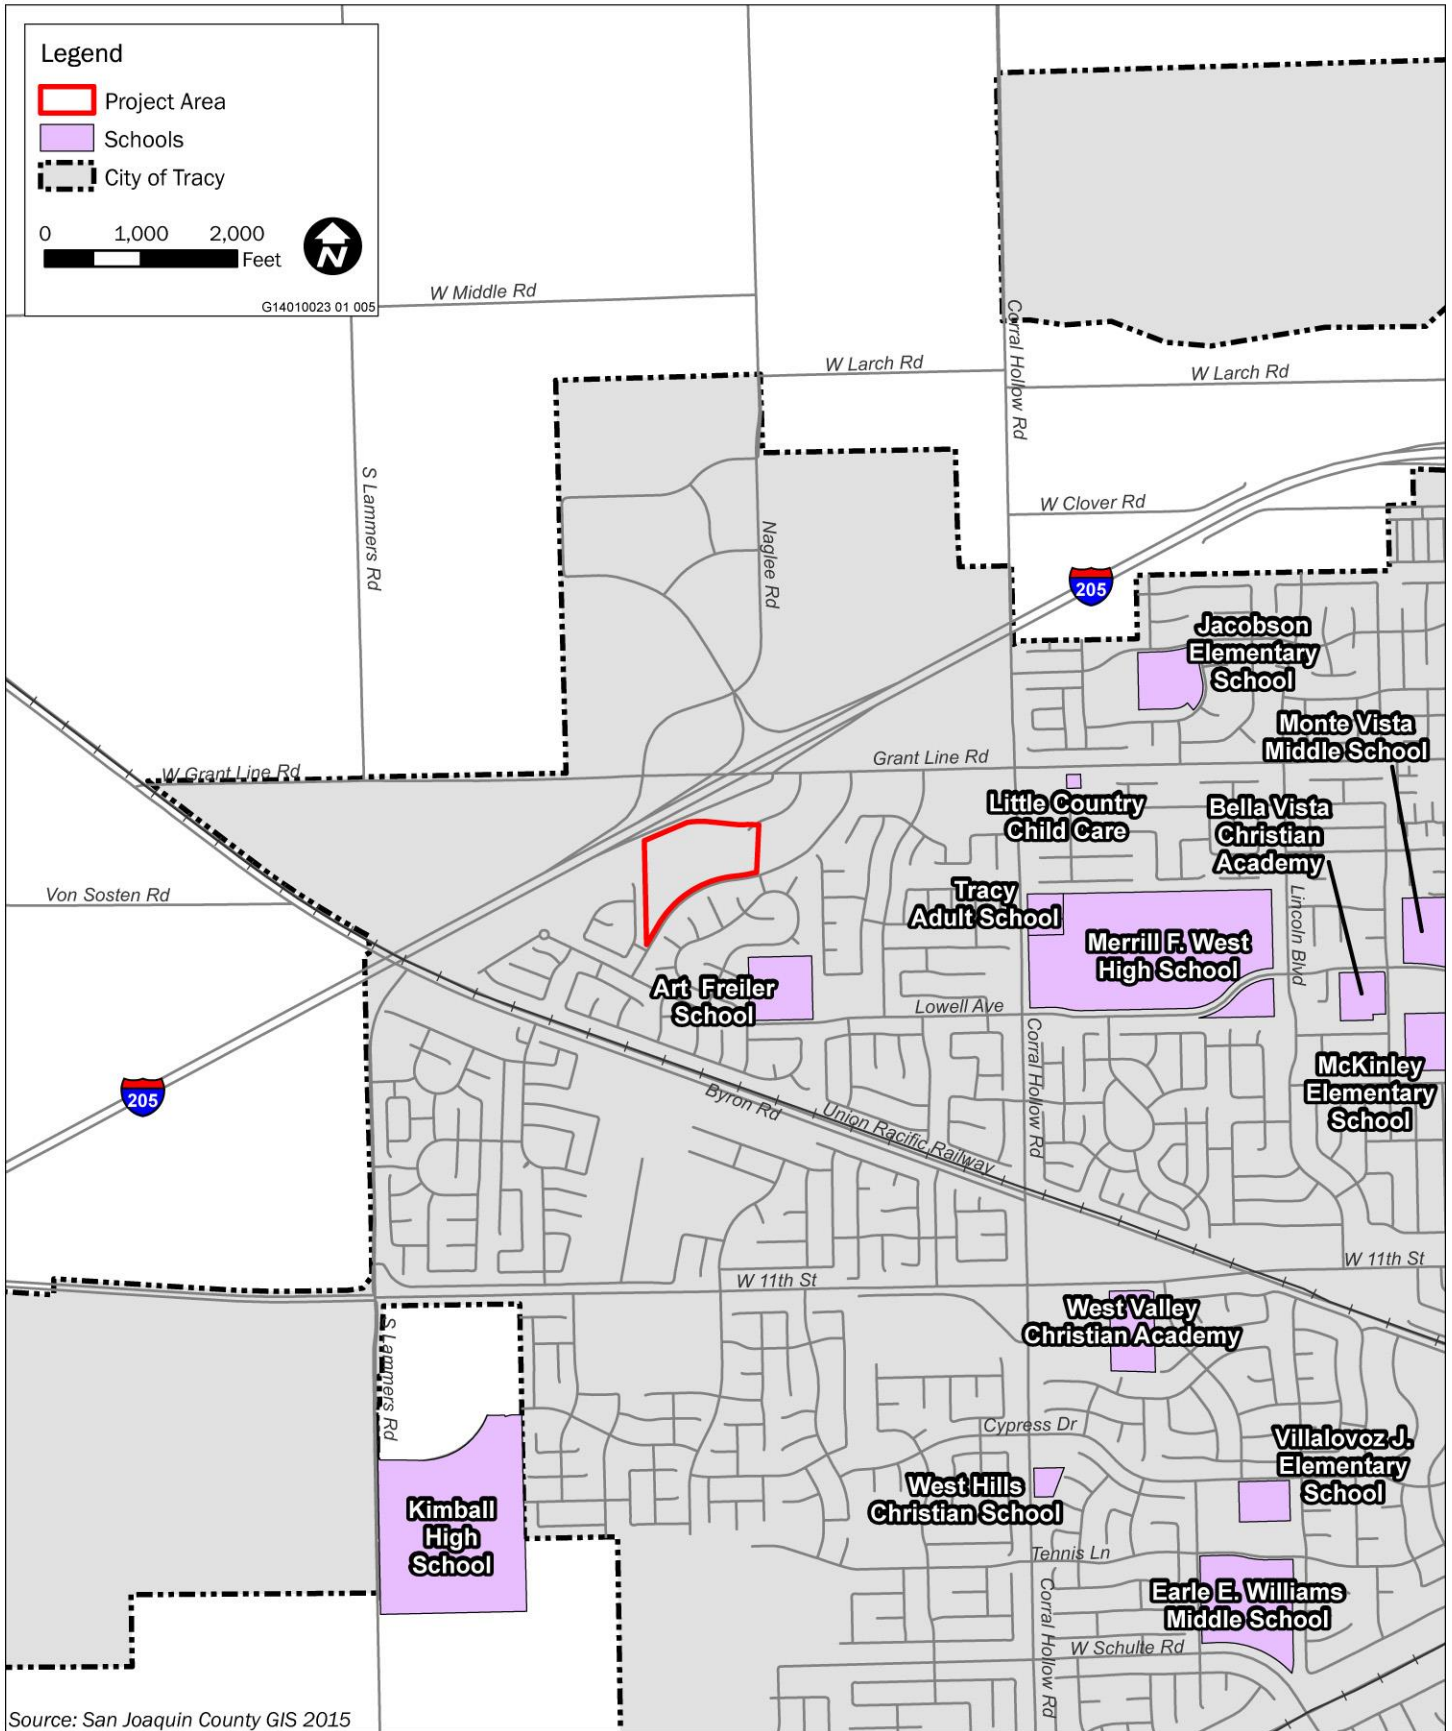 Legend
Project Area
Schools
City of Tracy
0 1,000 2,000
Feet
N
G14010023 01 005
W Middle Rd
W Larch Rd
W Larch Rd
Corral Hollow Rd
S Lammers Rd
W Clover Rd
Naglee Rd
205
Jacobson
Elementary
School
Monte Vista
Middle School
W Grant Line Rd
Grant Line Rd
Little Country
Child Care
Bella Vista
Christian
Academy
Von Sosten Rd
Tracy
Adult School
Lincoln Blvd
Merrill F. West
High School
Art Freiler
School
Lowell Ave
Corral Hollow Rd
McKinley
Elementary
School
205
Byron Rd
Union Racific Railway
W 11th St
W 11th St
West Valley
Christian Academy
S Lammers Rd
Cypress Dr
Villalovoz J.
Elementary
School
West Hills
Christian School
Kimball
High
School
Tennis Ln
Earle E. Williams
Middle School
Corral Hollow Rd
W Schulte Rd
Source: San Joaquin County GIS 2015